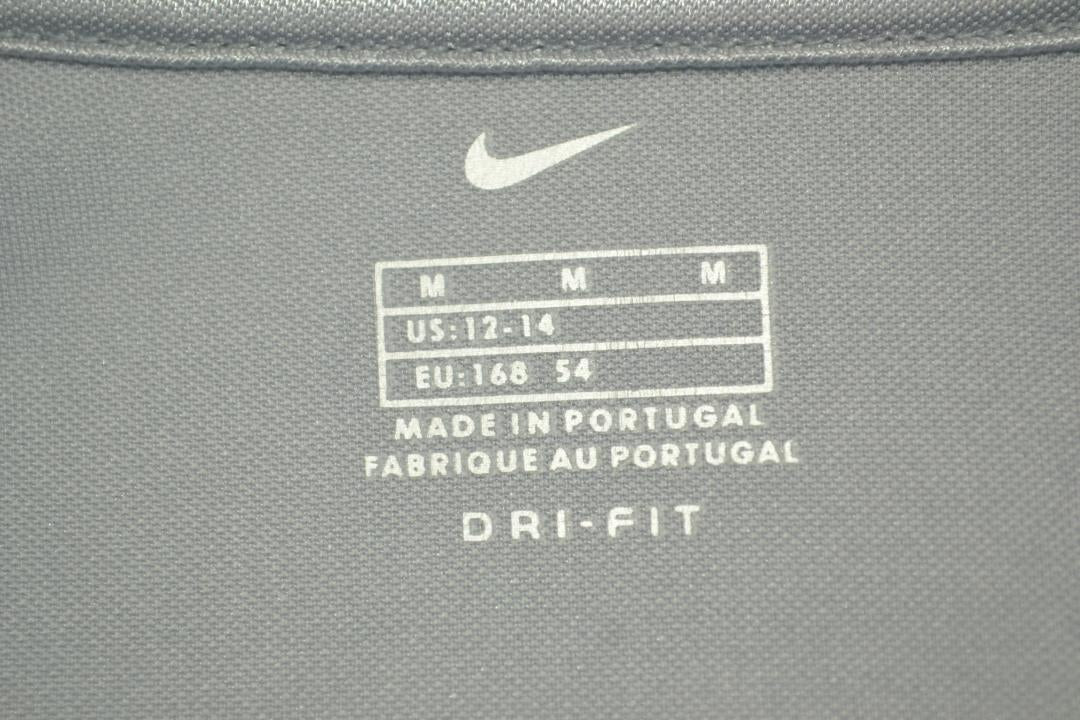 M M M
US:12-14
EU:168 54
MADE IN PORTUGAL
FABRIQUE AU PORTUGAL
DRI-FIT